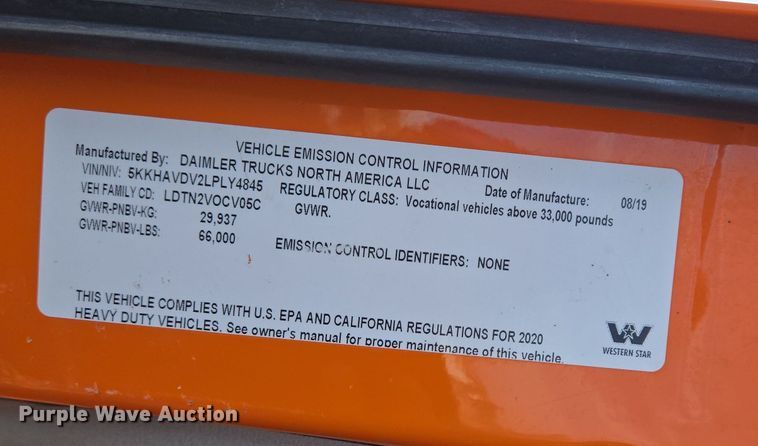 VEHICLE EMISSION CONTROL INFORMATION
Manufactured By: DAIMLER TRUCKS NORTH AMERICA LLC Date of Manufacture: 08/19
VIN/NIV: 5KKHAVDV2LPLY4845 REGULATORY CLASS: Vocational vehicles above 33,000 pounds
VEH FAMILY CD: LDTN2VOCV05C GVWR.
GVWR-PNBV-KG: 29,937
GVWR-PNBV-LBS: 66,000 EMISSION CONTROL IDENTIFIERS: NONE
THIS VEHICLE COMPLIES WITH U.S. EPA AND CALIFORNIA REGULATIONS FOR 2020
HEAVY DUTY VEHICLES. See owner's manual for proper maintenance of this vehicle.
WESTERN STAR
Purple Wave Auction